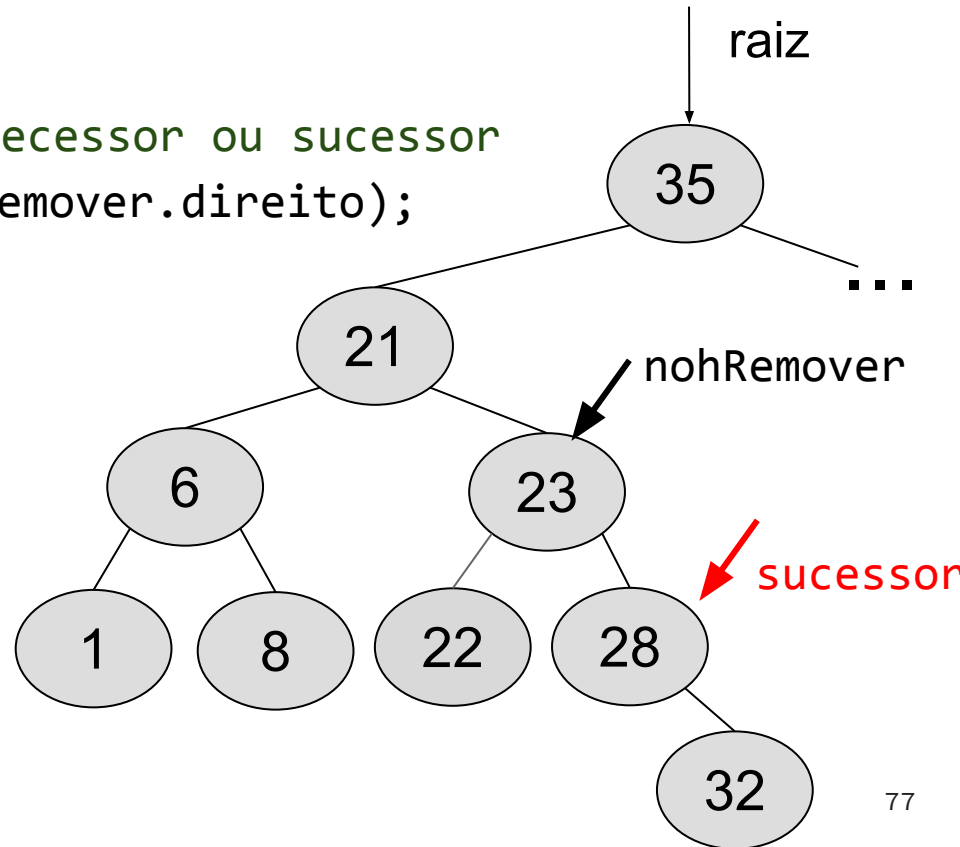 raiz
ecessor ou sucessor
emover.direito);
35
...
21
nohRemover
6
23
sucessor
1
8
22
28
32
77